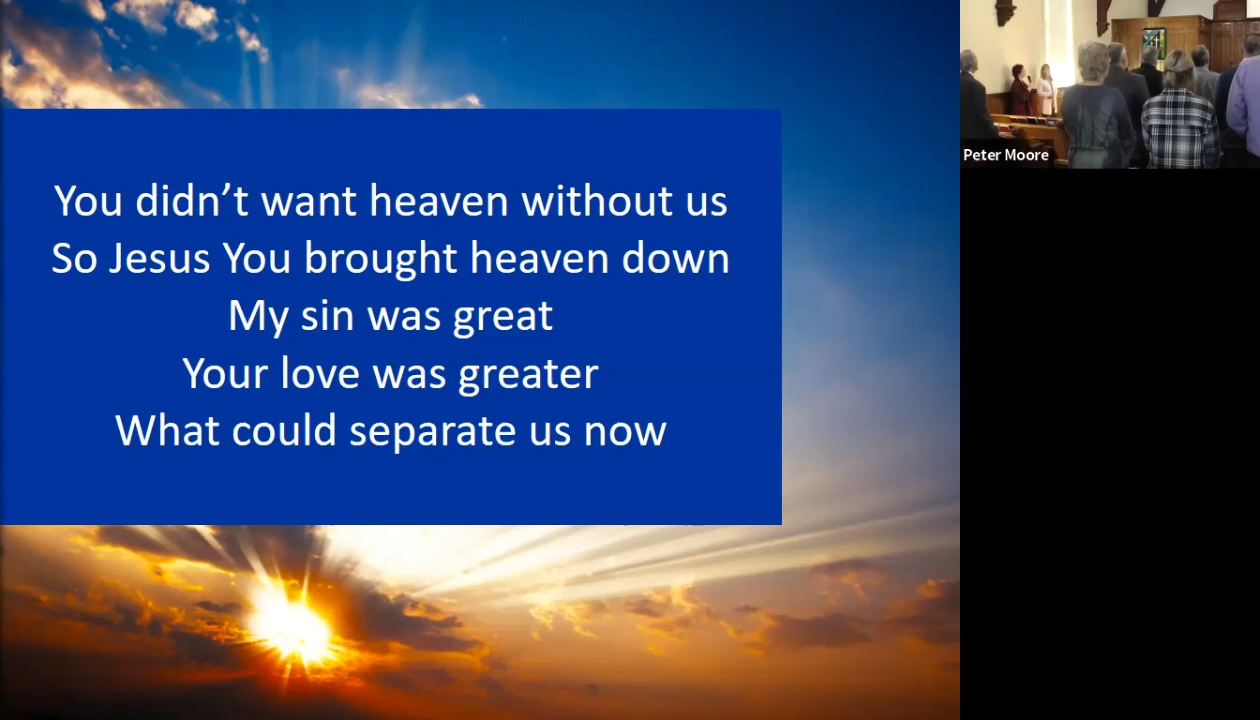 You didn’t want heaven without us
So Jesus You brought heaven down
My sin was great
Your love was greater
What could separate us now
Peter Moore